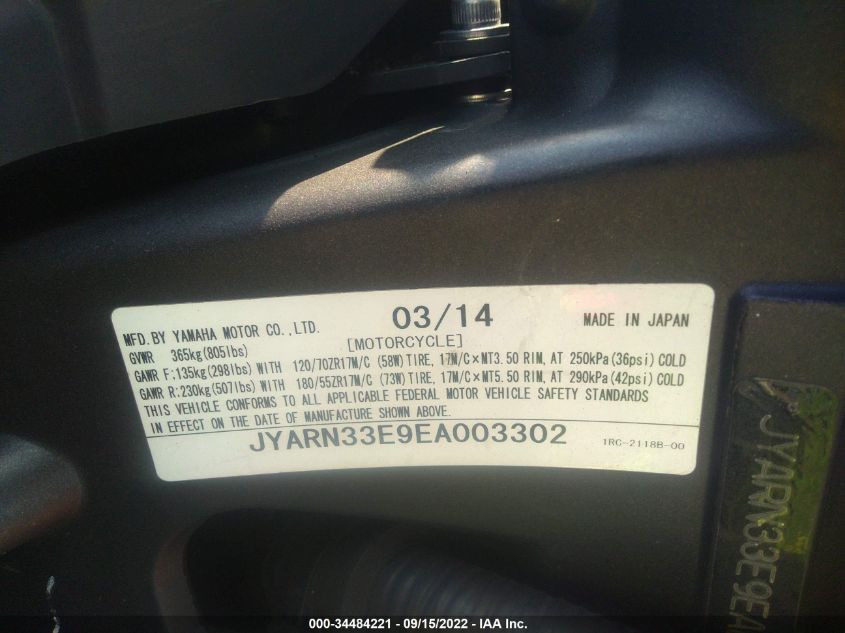 MFD. BY YAMAHA MOTOR CO.,LTD. 03/14 MADE IN JAPAN
GVWR 365kg(805lbs) [MOTORCYCLE]
GAWR F:135kg(298lbs) WITH 120/70ZR17M/C (58W) TIRE, 17M/C×MT3.50 RIM, AT 250kPa(36psi) COLD
GAWR R:230kg(507lbs) WITH 180/55ZR17M/C (73W) TIRE, 17M/C×MT5.50 RIM, AT 290kPa(42psi) COLD
THIS VEHICLE CONFORMS TO ALL APPLICABLE FEDERAL MOTOR VEHICLE SAFETY STANDARDS
IN EFFECT ON THE DATE OF MANUFACTURE SHOWN ABOVE.
JYARN33E9EA003302 1RC-2118B-00
JYARN33E9EA
000-34484221 - 09/15/2022 - IAA Inc.